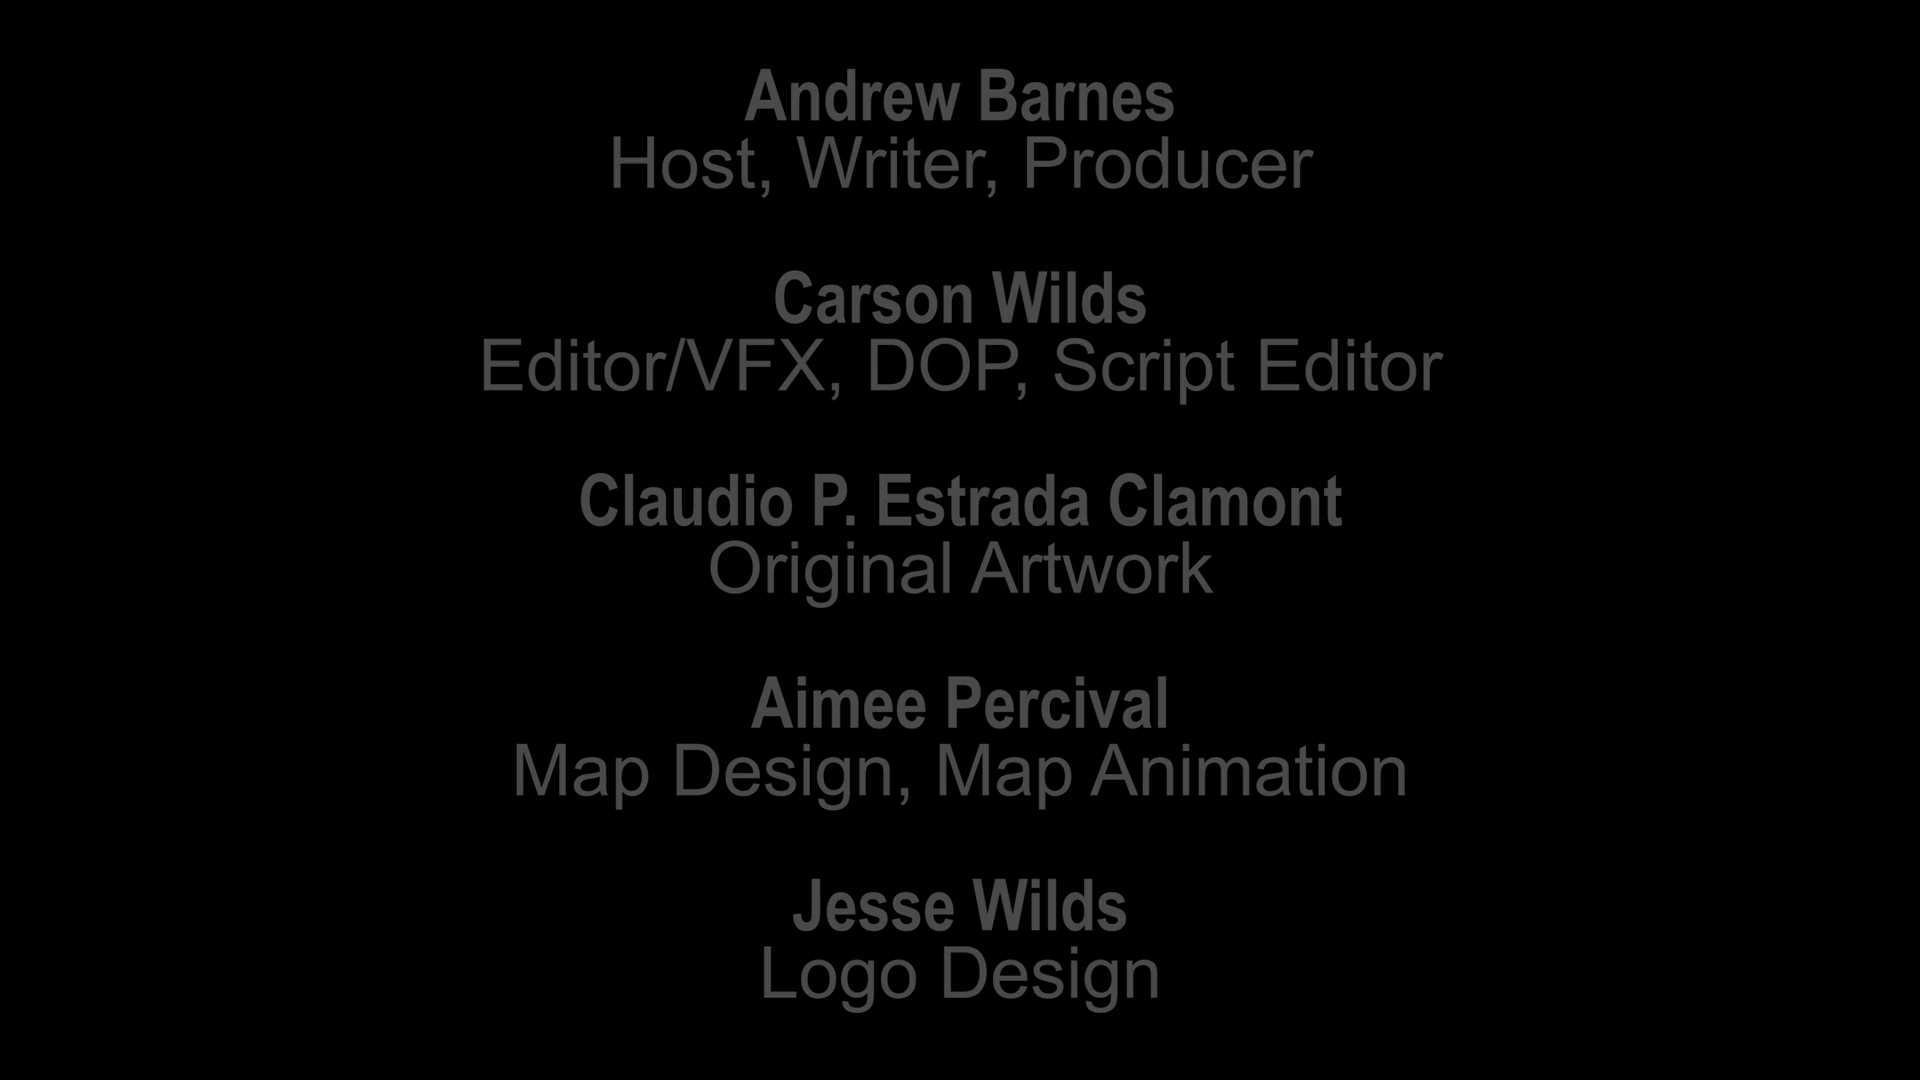 Andrew Barnes
Host, Writer, Producer
Carson Wilds
Editor/VFX, DOP, Script Editor
Claudio P. Estrada Clamont
Original Artwork
Aimee Percival
Map Design, Map Animation
Jesse Wilds
Logo Design